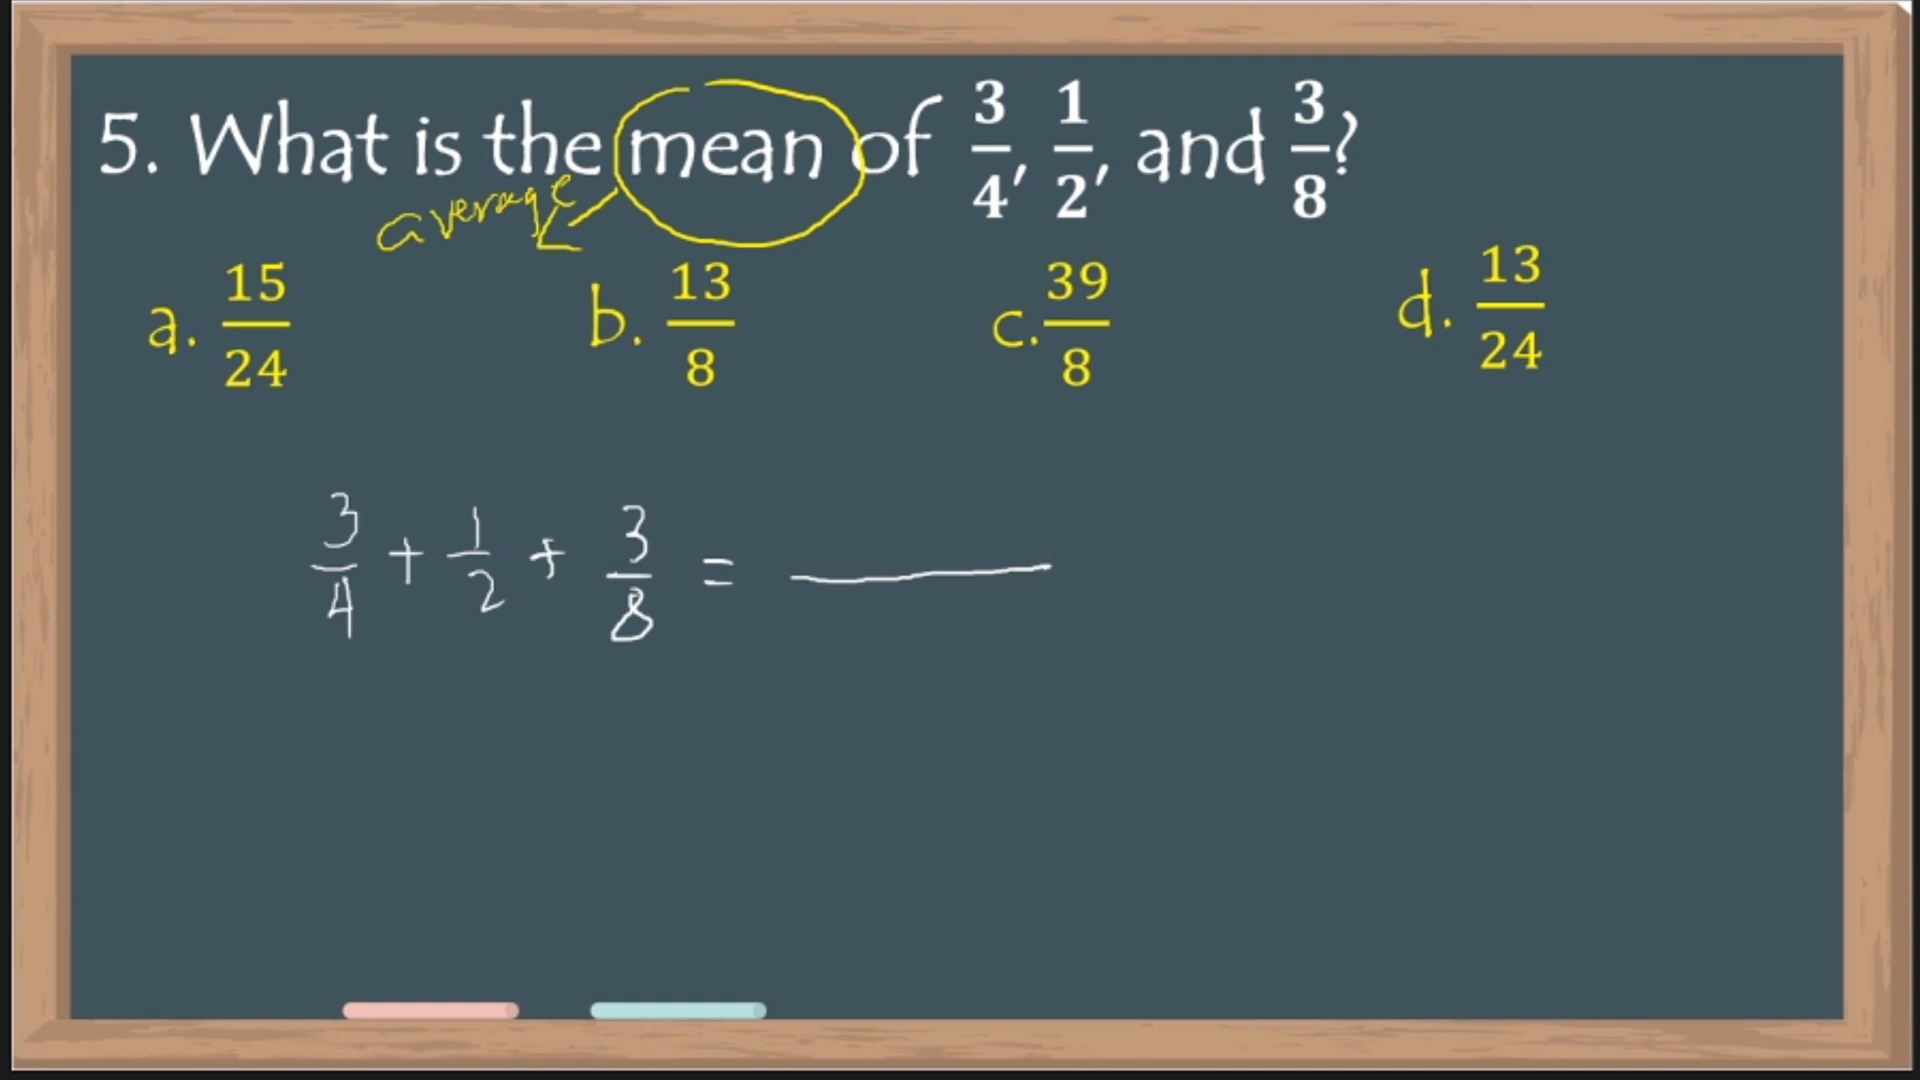 5. What is the mean of 3/4, 1/2, and 3/8?
average
a. 15/24 b. 13/8 c. 39/8 d. 13/24
3/4 + 1/2 + 3/8 = ———